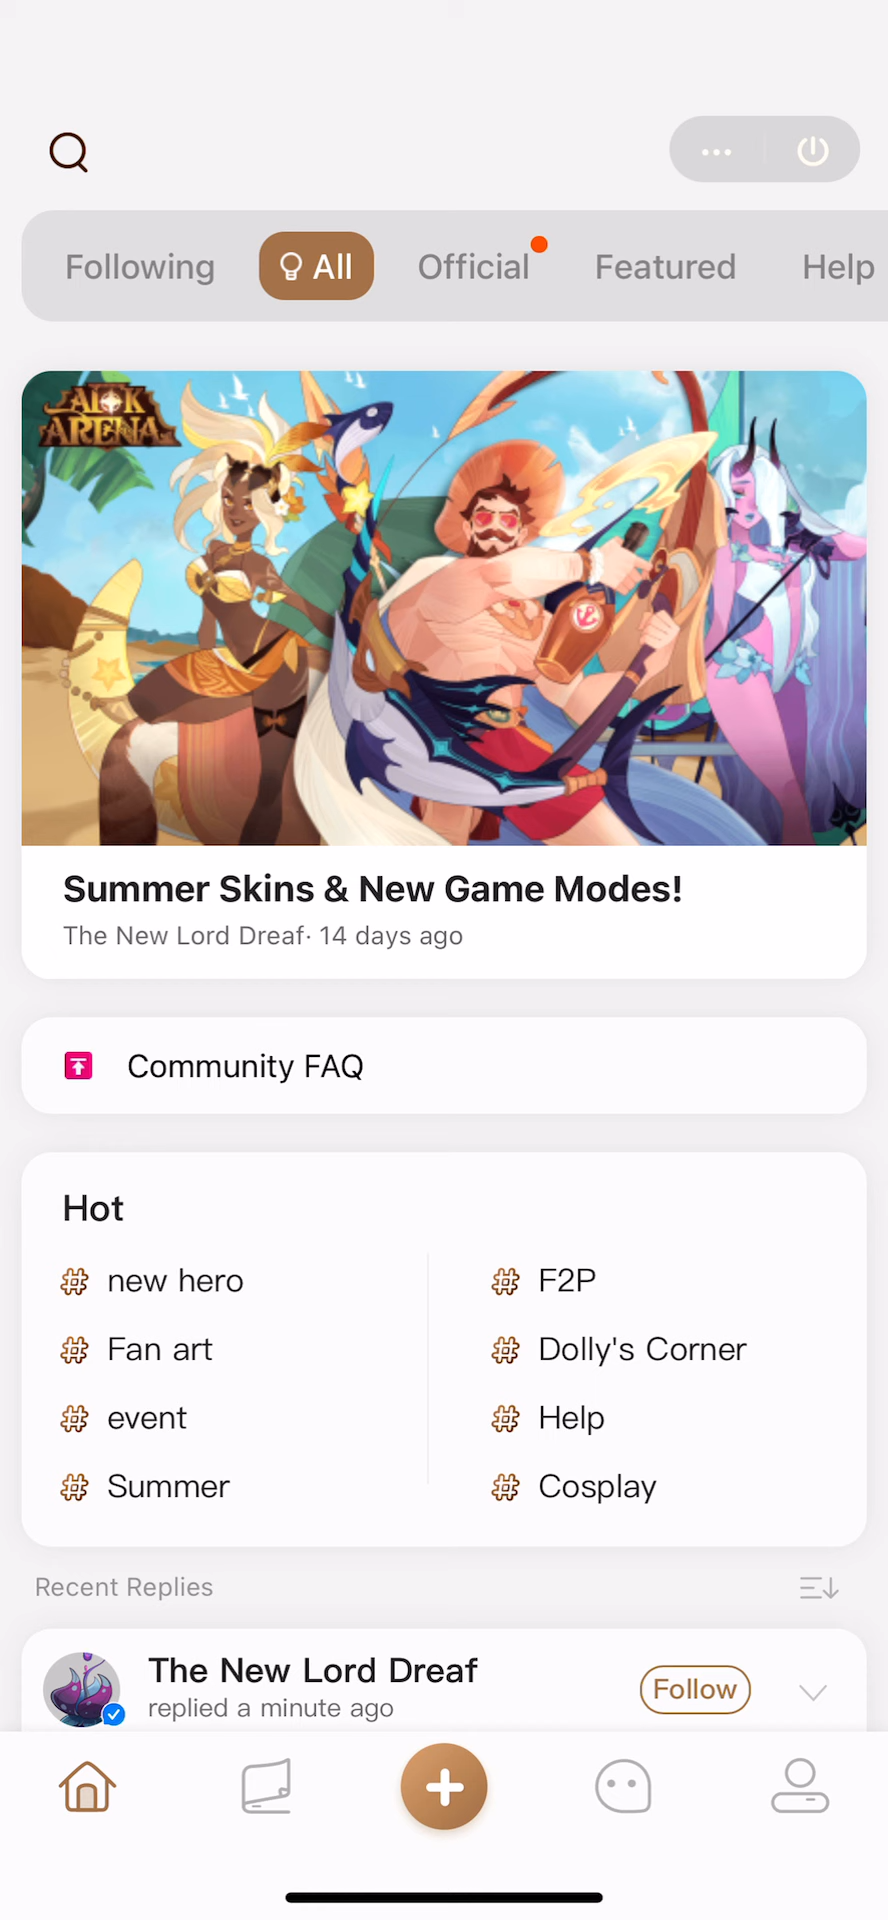 Following
All
Official
Featured
Help
AFK
ARENA
Summer Skins & New Game Modes!
The New Lord Dreaf· 14 days ago
Community FAQ
Hot
new hero
F2P
Fan art
Dolly's Corner
event
Help
Summer
Cosplay
Recent Replies
The New Lord Dreaf
replied a minute ago
Follow